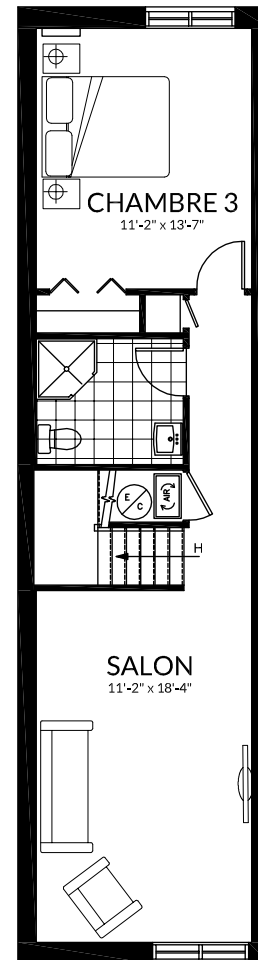 CHAMBRE 3
11'-2" x 13'-7"
E
C
AIR
H
SALON
11'-2" x 18'-4"